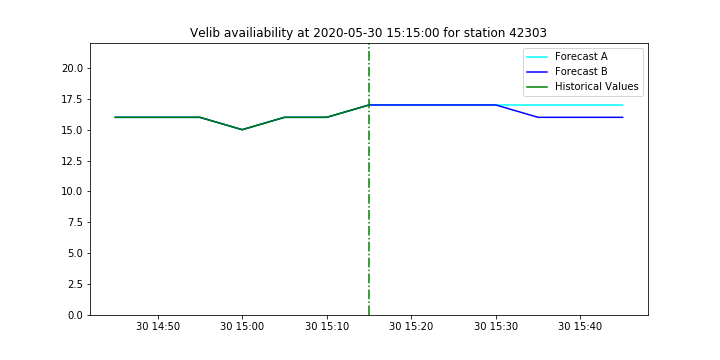 Velib availiability at 2020-05-30 15:15:00 for station 42303
Forecast A
Forecast B
Historical Values
20.0
17.5
15.0
12.5
10.0
7.5
5.0
2.5
0.0
30 14:50 30 15:00 30 15:10 30 15:20 30 15:30 30 15:40